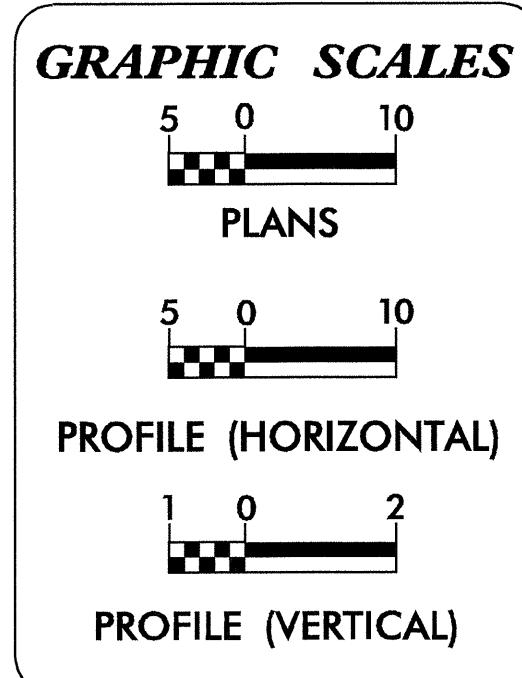 GRAPHIC SCALES
5 0 10
PLANS
5 0 10
PROFILE (HORIZONTAL)
1 0 2
PROFILE (VERTICAL)